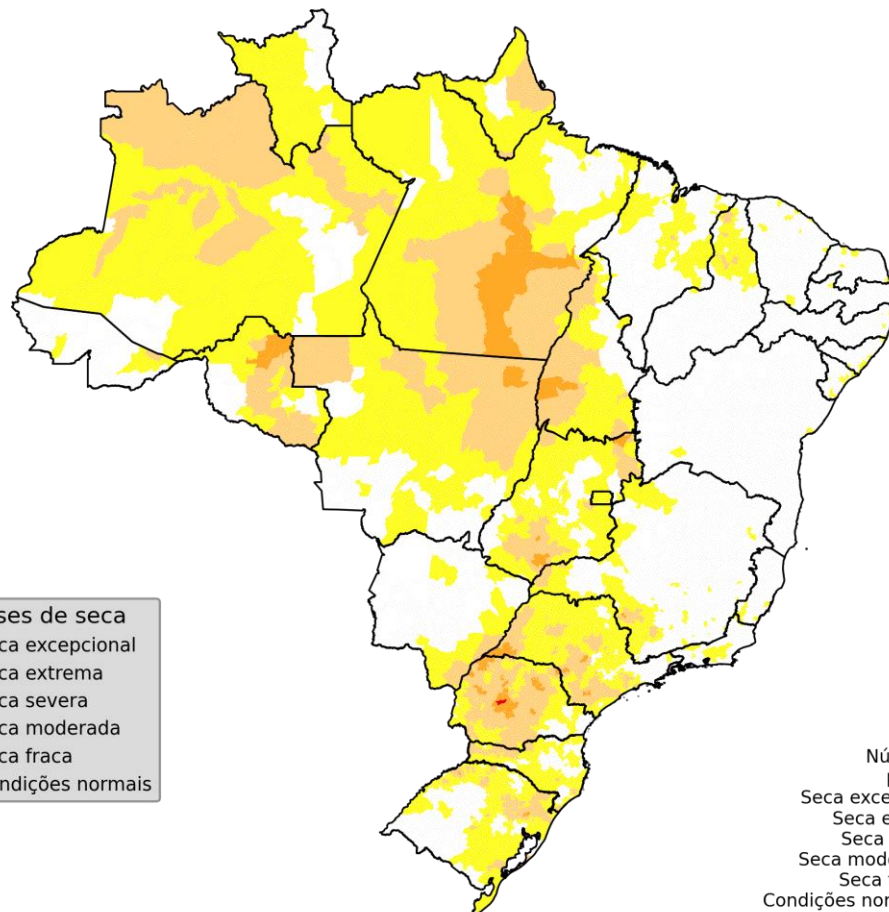 ses de seca
ca excepcional
ca extrema
ca severa
ca moderada
ca fraca
ndições normais
Nú
Seca exce
Seca e
Seca
Seca mode
Seca
Condições nor